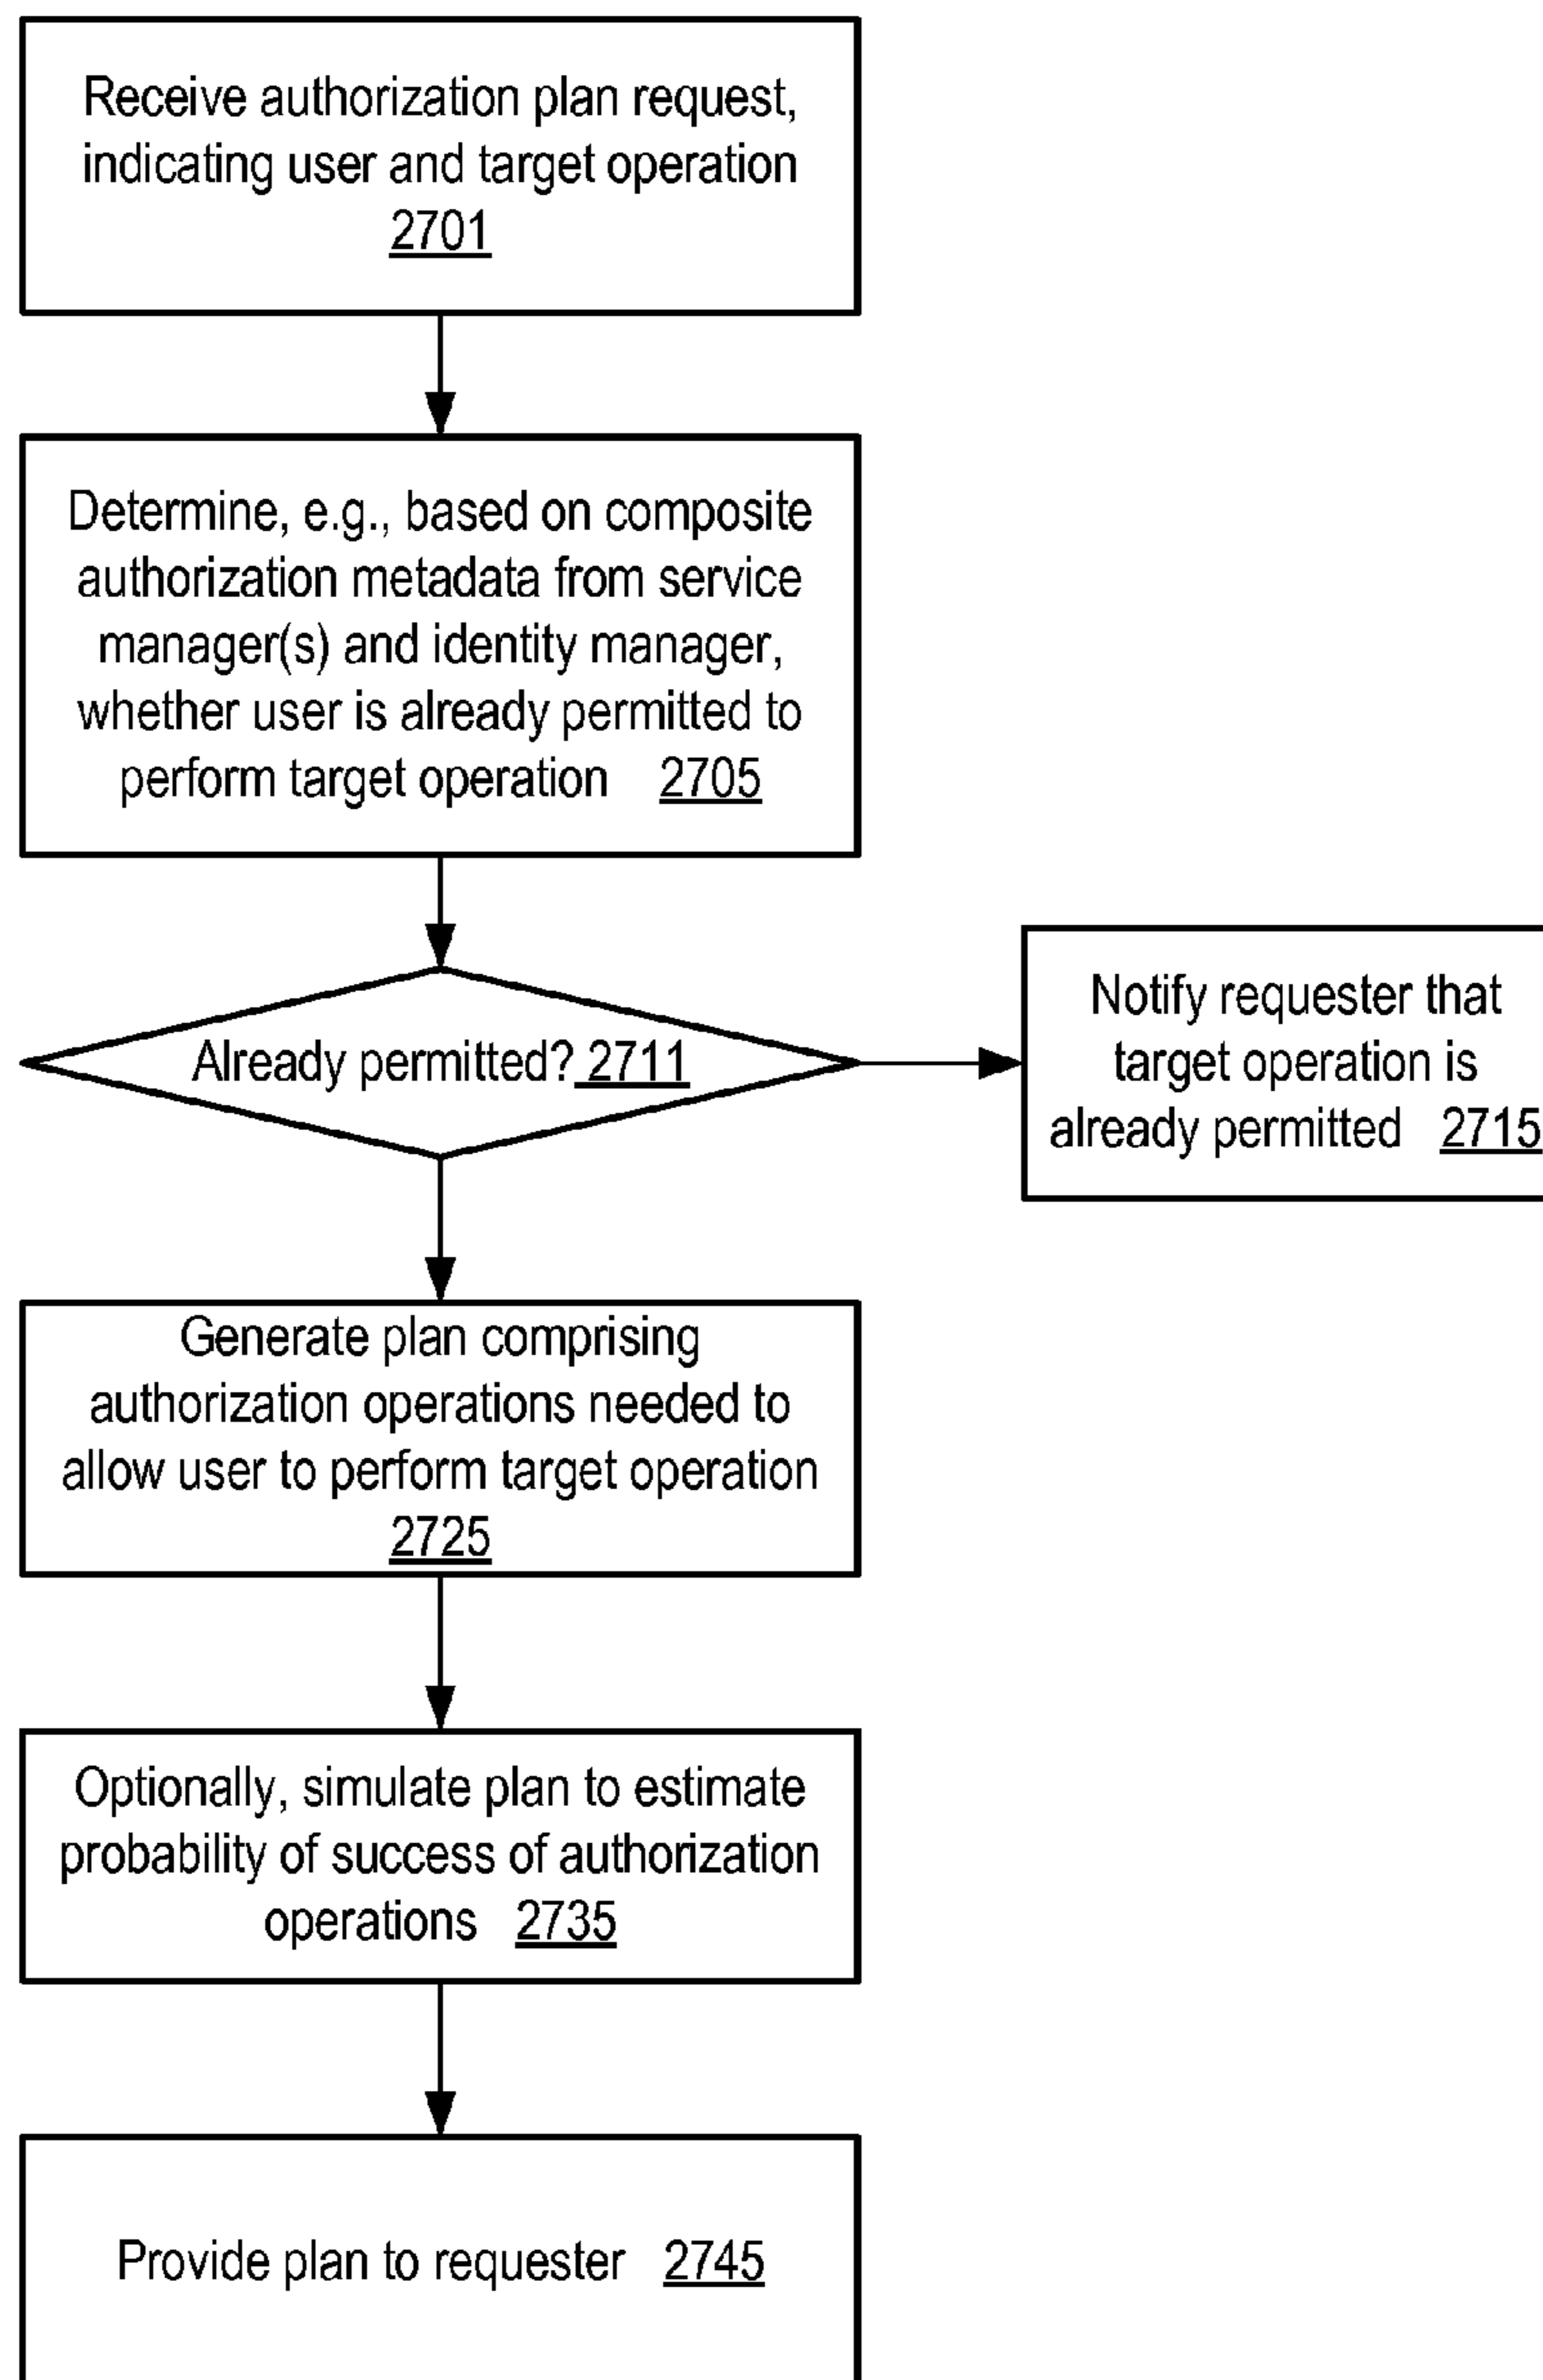 Receive authorization plan request,
indicating user and target operation
2701
Determine, e.g., based on composite
authorization metadata from service
manager(s) and identity manager,
whether user is already permitted to
perform target operation 2705
Already permitted? 2711
Notify requester that
target operation is
already permitted 2715
Generate plan comprising
authorization operations needed to
allow user to perform target operation
2725
Optionally, simulate plan to estimate
probability of success of authorization
operations 2735
Provide plan to requester 2745